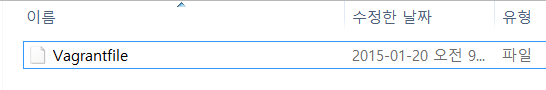 이름 수정한 날짜 유형
Vagrantfile 2015-01-20 오전 9... 파일